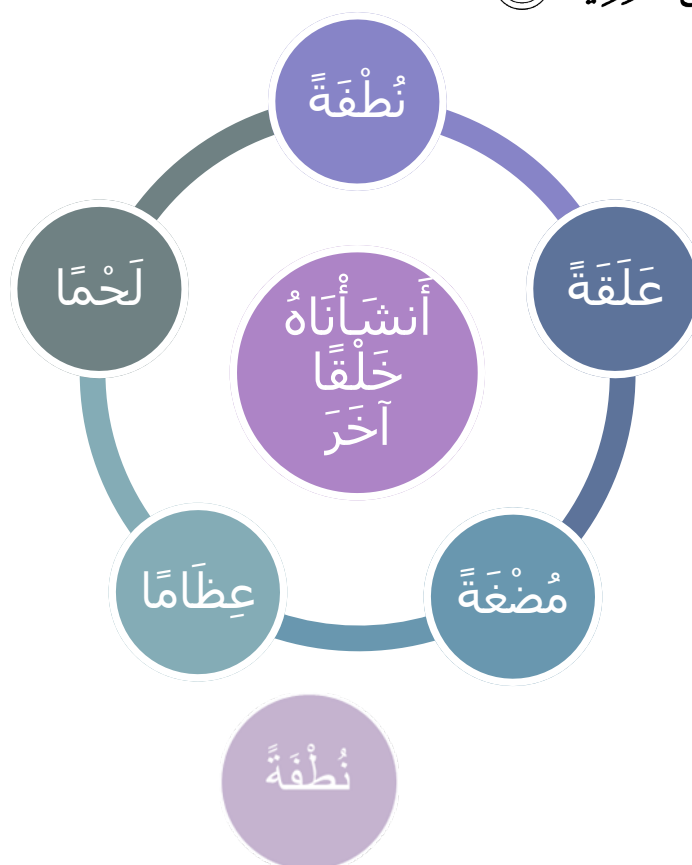 نُطْفَةً
عَلَقَةً
مُضْغَةً
عِظَامًا
لَحْمًا
أَنشَأْنَاهُ
خَلْقًا
آخَرَ
نُطْفَةً